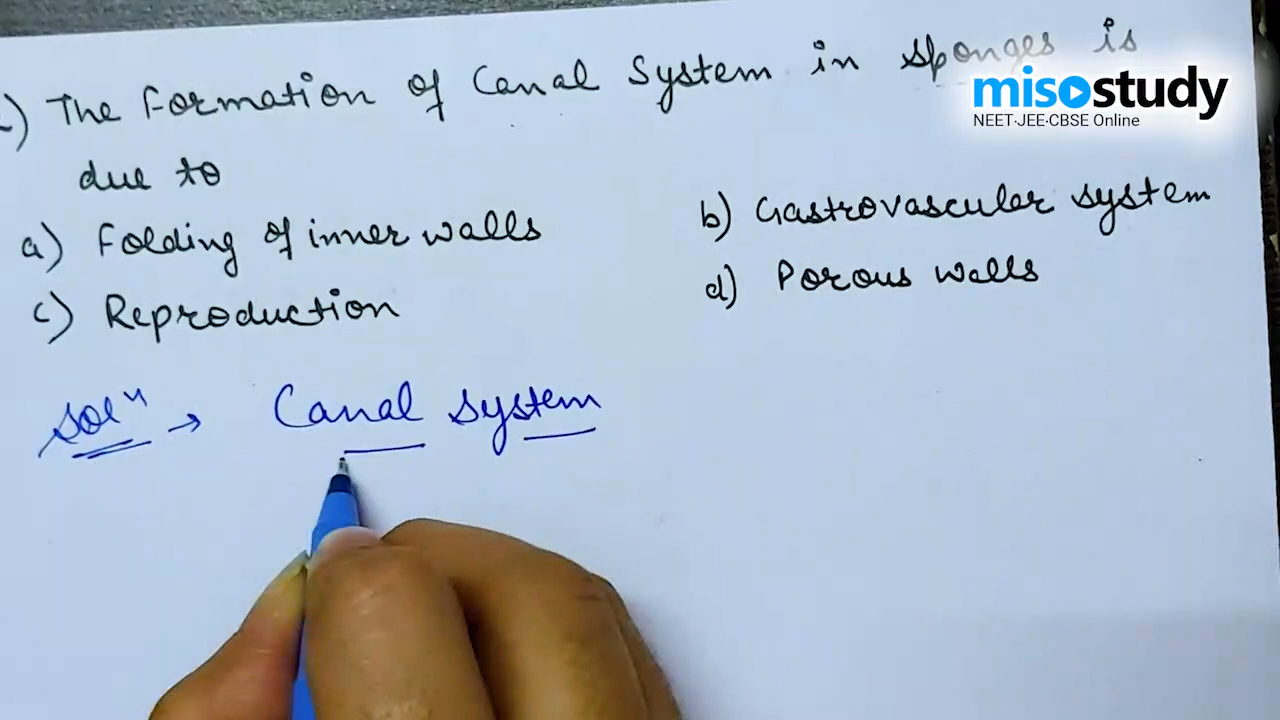 The Formation of Canal System in sponges is
due to
a) Folding of inner walls
b) Gastrovascular system
c) Reproduction
d) Porous walls
Solⁿ → Canal system
misostudy
NEET·JEE·CBSE Online